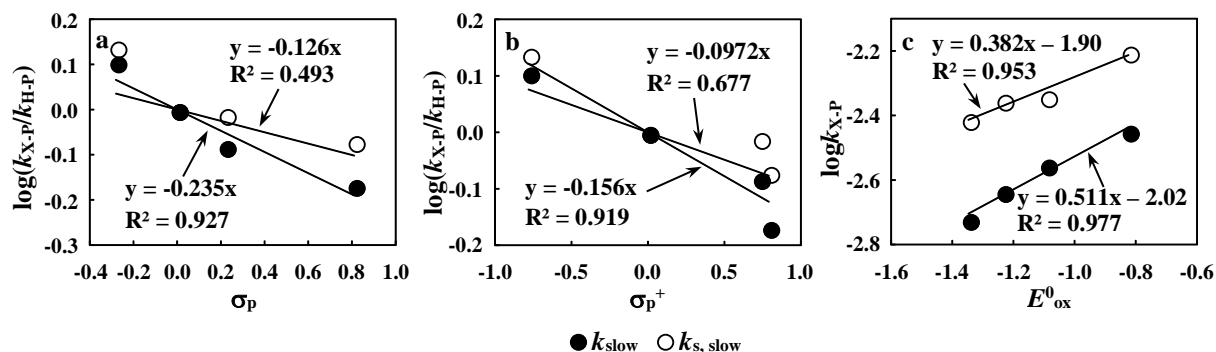 a
y = -0.126x
R² = 0.493
y = -0.235x
R² = 0.927
0.2
0.1
0.0
-0.1
-0.2
-0.3
-0.4 -0.2 0.0 0.2 0.4 0.6 0.8 1.0
log(kX-P/kH-P)
σp
b
y = -0.0972x
R² = 0.677
y = -0.156x
R² = 0.919
0.2
0.1
0.0
-0.1
0.2
-1.0 -0.5 0.0 0.5 1.0
log(kX-P/kH-P)
σp⁺
c
y = 0.382x – 1.90
R² = 0.953
y = 0.511x – 2.02
R² = 0.977
-2.2
-2.4
-2.6
-2.8
-1.4 -1.2 -1.0 -0.8 -0.6
logkX-P
E⁰ox
kslow ks, slow